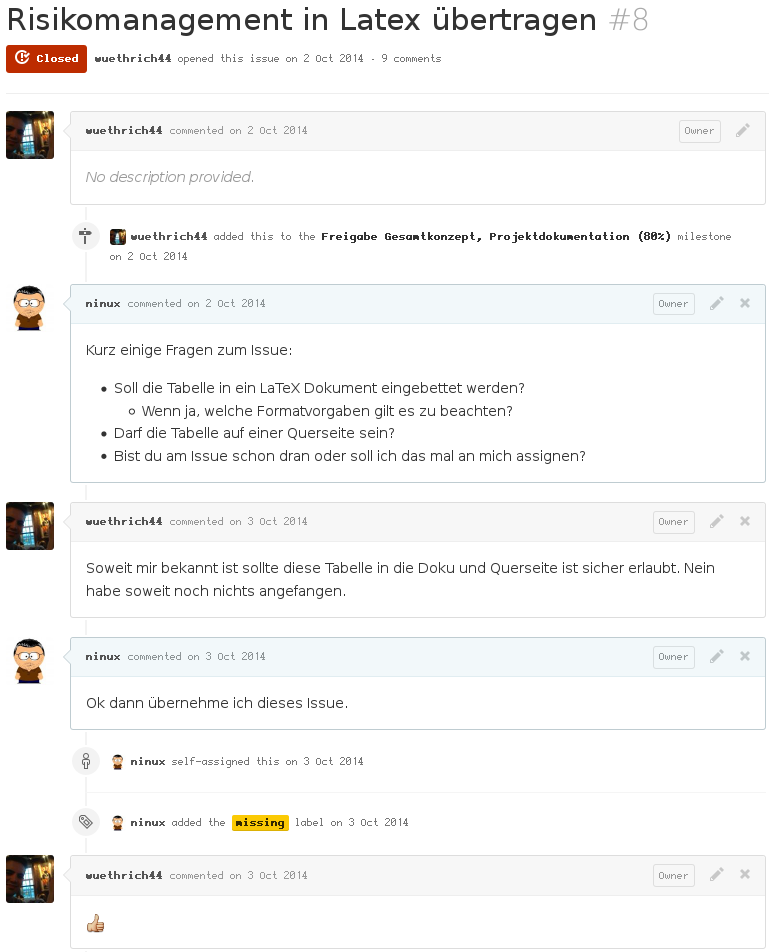 Risikomanagement in Latex übertragen #8
Closed wuethrich44 opened this issue on 2 Oct 2014 · 9 comments
wuethrich44 commented on 2 Oct 2014 Owner
No description provided.
wuethrich44 added this to the Freigabe Gesamtkonzept, Projektdokumentation (80%) milestone
on 2 Oct 2014
ninux commented on 2 Oct 2014 Owner
Kurz einige Fragen zum Issue:
• Soll die Tabelle in ein LaTeX Dokument eingebettet werden?
◦ Wenn ja, welche Formatvorgaben gilt es zu beachten?
• Darf die Tabelle auf einer Querseite sein?
• Bist du am Issue schon dran oder soll ich das mal an mich assignen?
wuethrich44 commented on 3 Oct 2014 Owner
Soweit mir bekannt ist sollte diese Tabelle in die Doku und Querseite ist sicher erlaubt. Nein
habe soweit noch nichts angefangen.
ninux commented on 3 Oct 2014 Owner
Ok dann übernehme ich dieses Issue.
ninux self-assigned this on 3 Oct 2014
ninux added the missing label on 3 Oct 2014
wuethrich44 commented on 3 Oct 2014 Owner